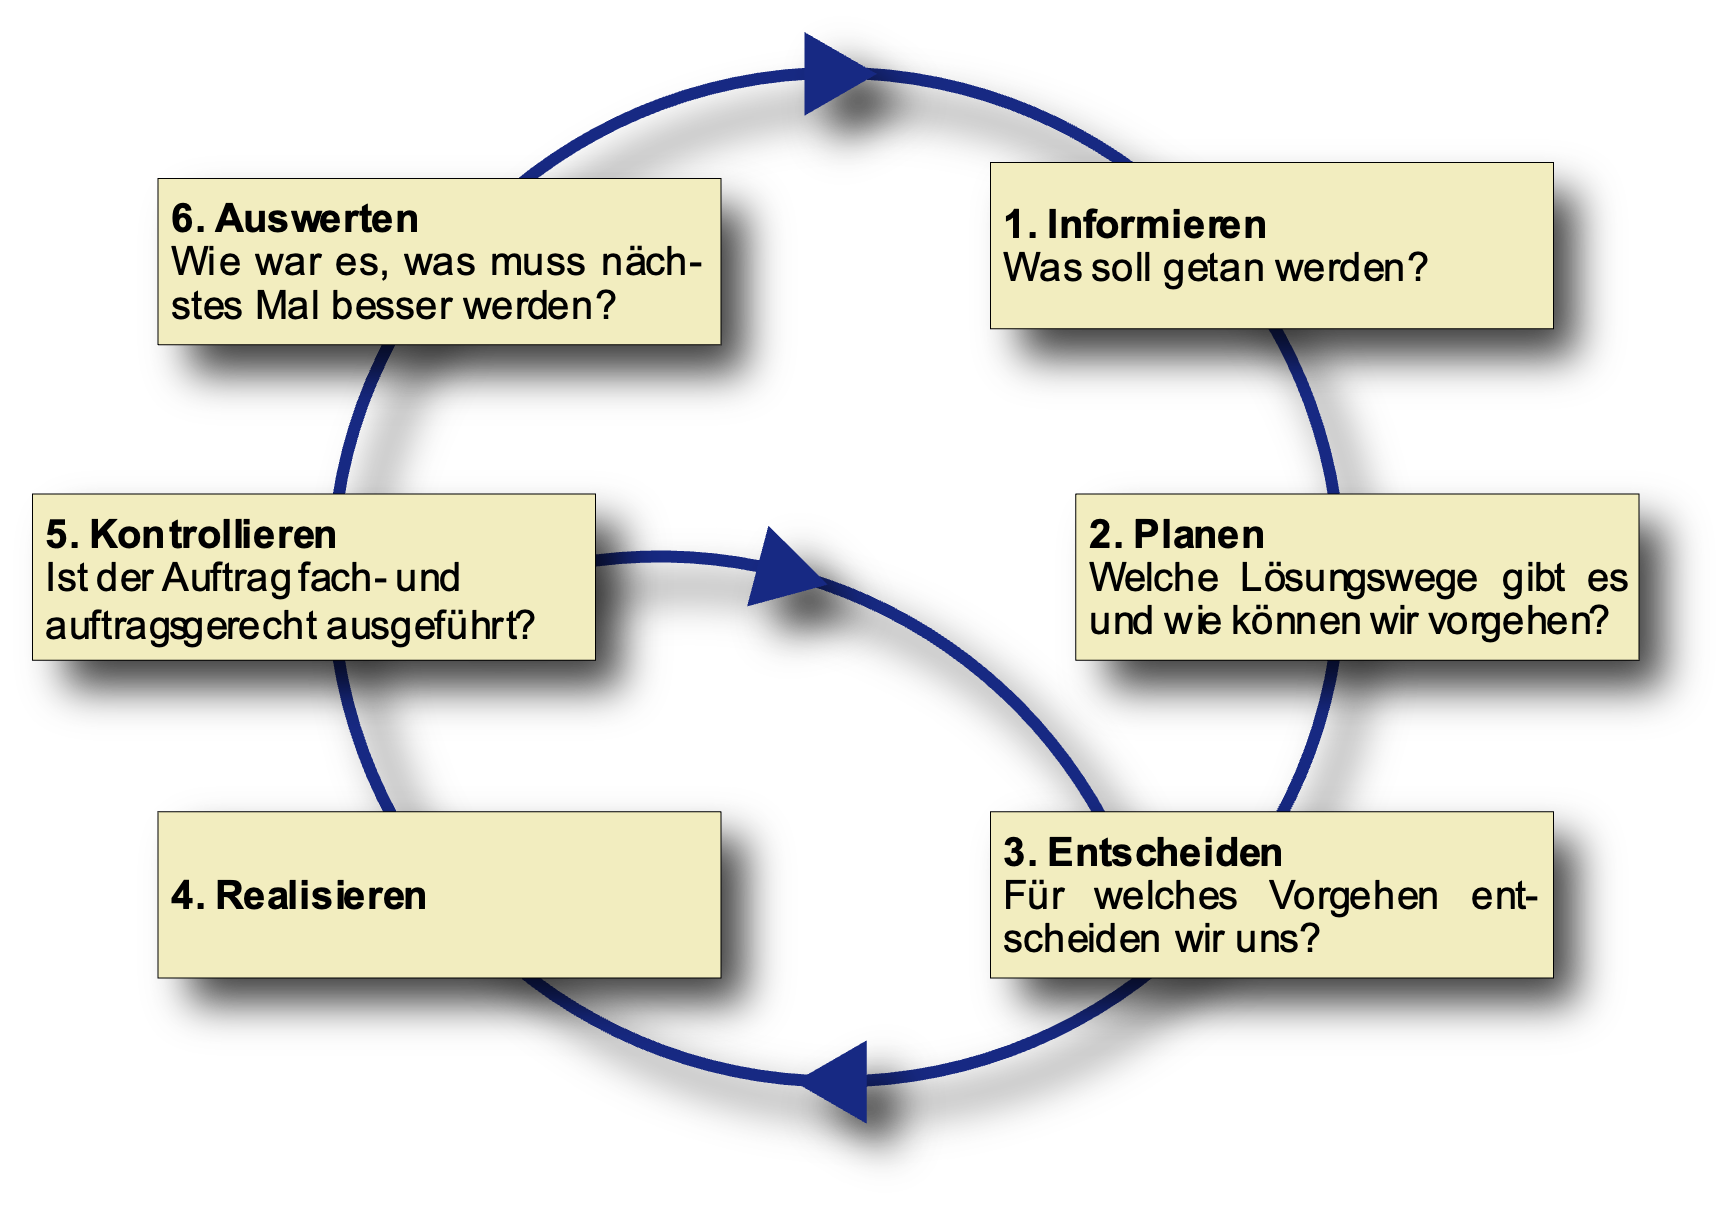 1. Informieren
Was soll getan werden?
2. Planen
Welche Lösungswege gibt es
und wie können wir vorgehen?
3. Entscheiden
Für welches Vorgehen ent-
scheiden wir uns?
4. Realisieren
5. Kontrollieren
Ist der Auftrag fach- und
auftragsgerecht ausgeführt?
6. Auswerten
Wie war es, was muss näch-
stes Mal besser werden?